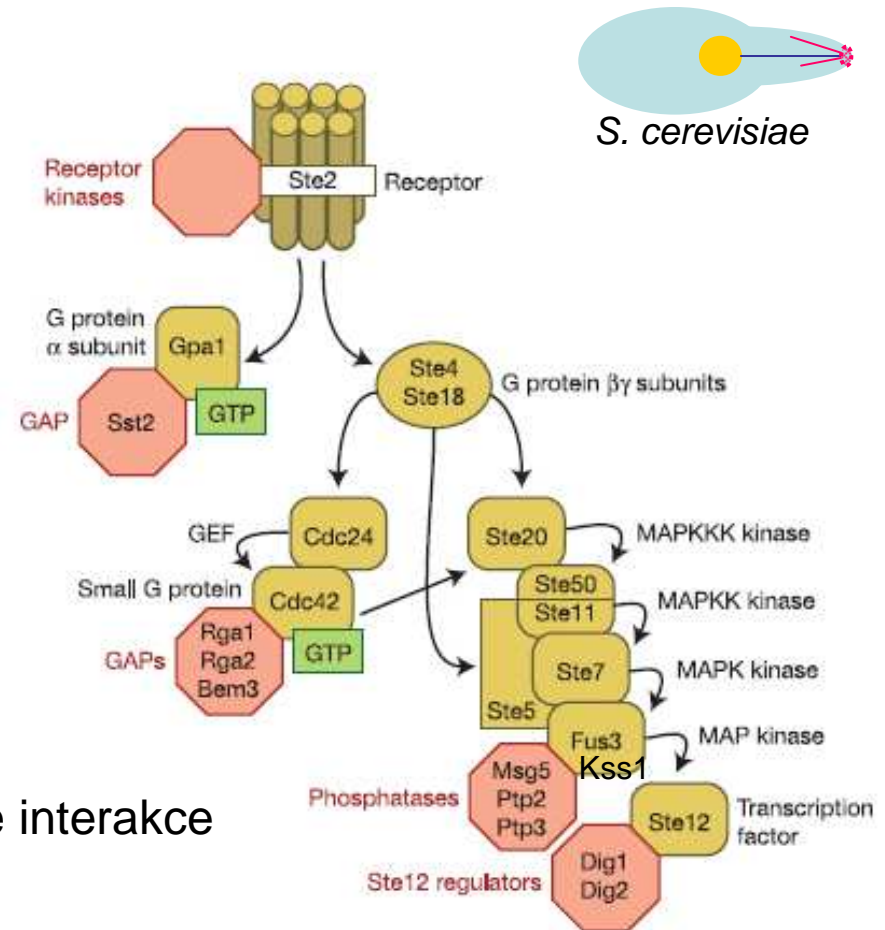 S. cerevisiae
Receptor
kinases
Ste2
Receptor
G protein
α subunit
Gpa1
GAP
Sst2
GTP
Ste4
Ste18
G protein βγ subunits
GEF
Cdc24
Ste20
MAPKKK kinase
Small G protein
Cdc42
Ste50
Ste11
MAPKK kinase
GAPs
Rga1
Rga2
Bem3
GTP
Ste7
MAPK kinase
Ste5
Fus3
Kss1
MAP kinase
Phosphatases
Msg5
Ptp2
Ptp3
Ste12
Transcription
factor
e interakce
Ste12 regulators
Dig1
Dig2